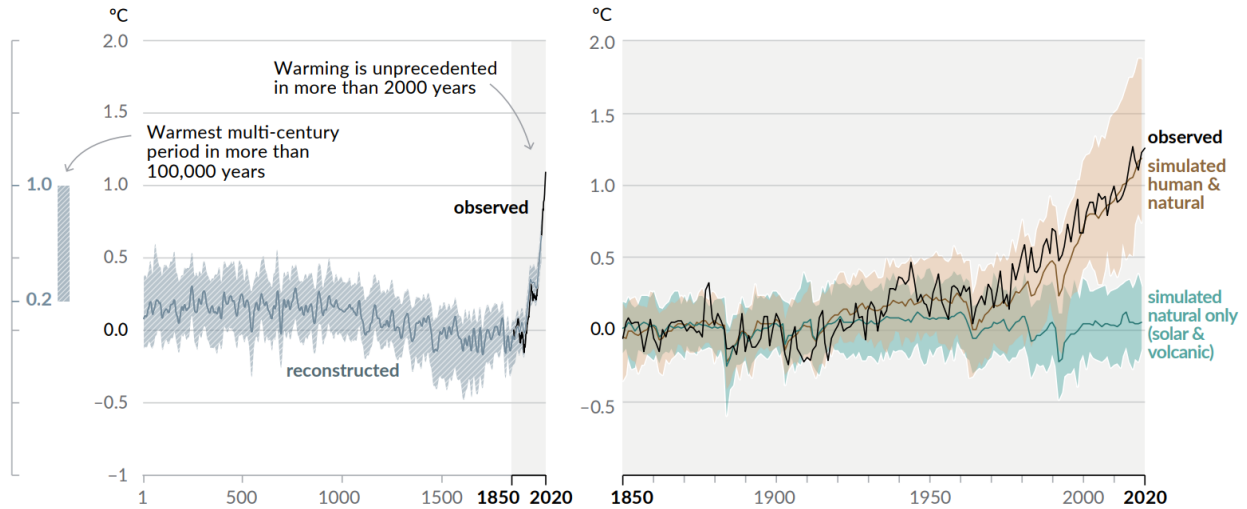 °C
2.0
1.5
1.0
0.5
0.0
−0.5
−1
1.0
0.2
Warming is unprecedented
in more than 2000 years
Warmest multi-century
period in more than
100,000 years
observed
reconstructed
1
500
1000
1500
1850
2020
°C
2.0
1.5
1.0
0.5
0.0
−0.5
observed
simulated
human &
natural
simulated
natural only
(solar &
volcanic)
1850
1900
1950
2000
2020